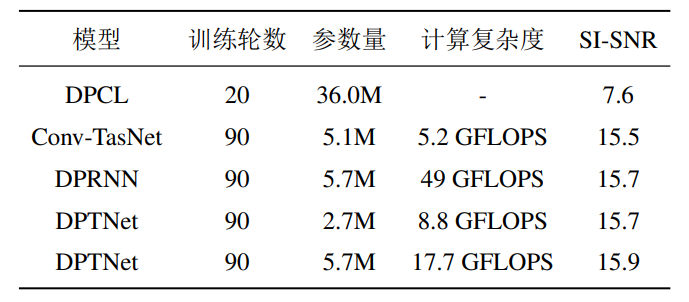 模型 训练轮数 参数量 计算复杂度 SI-SNR
DPCL 20 36.0M - 7.6
Conv-TasNet 90 5.1M 5.2 GFLOPS 15.5
DPRNN 90 5.7M 49 GFLOPS 15.7
DPTNet 90 2.7M 8.8 GFLOPS 15.7
DPTNet 90 5.7M 17.7 GFLOPS 15.9